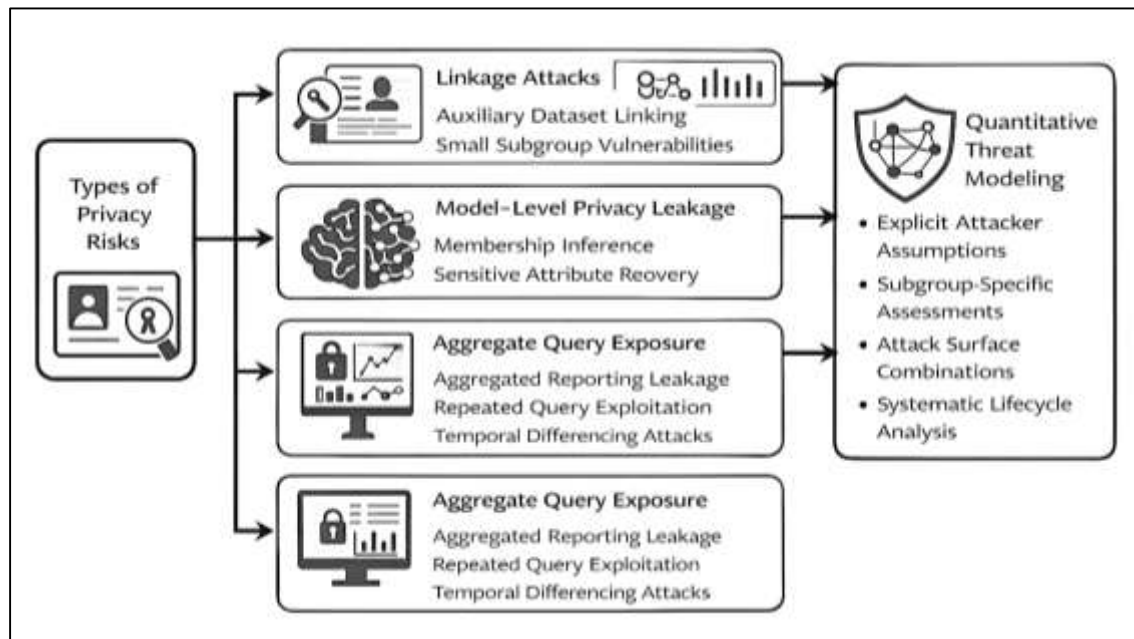 Types of
Privacy
Risks
Linkage Attacks
Auxiliary Dataset Linking
Small Subgroup Vulnerabilities
Model-Level Privacy Leakage
Membership Inference
Sensitive Attribute Reovery
Aggregate Query Exposure
Aggregated Reporting Leakage
Repeated Query Exploitation
Temporal Differencing Attacks
Aggregate Query Exposure
Aggregated Reporting Leakage
Repeated Query Exploitation
Temporal Differencing Attacks
Quantitative
Threat
Modeling
• Explicit Attacker
Assumptions
• Subgroup-Specific
Assessments
• Attack Surface
Combinations
• Systematic Lifecycle
Analysis